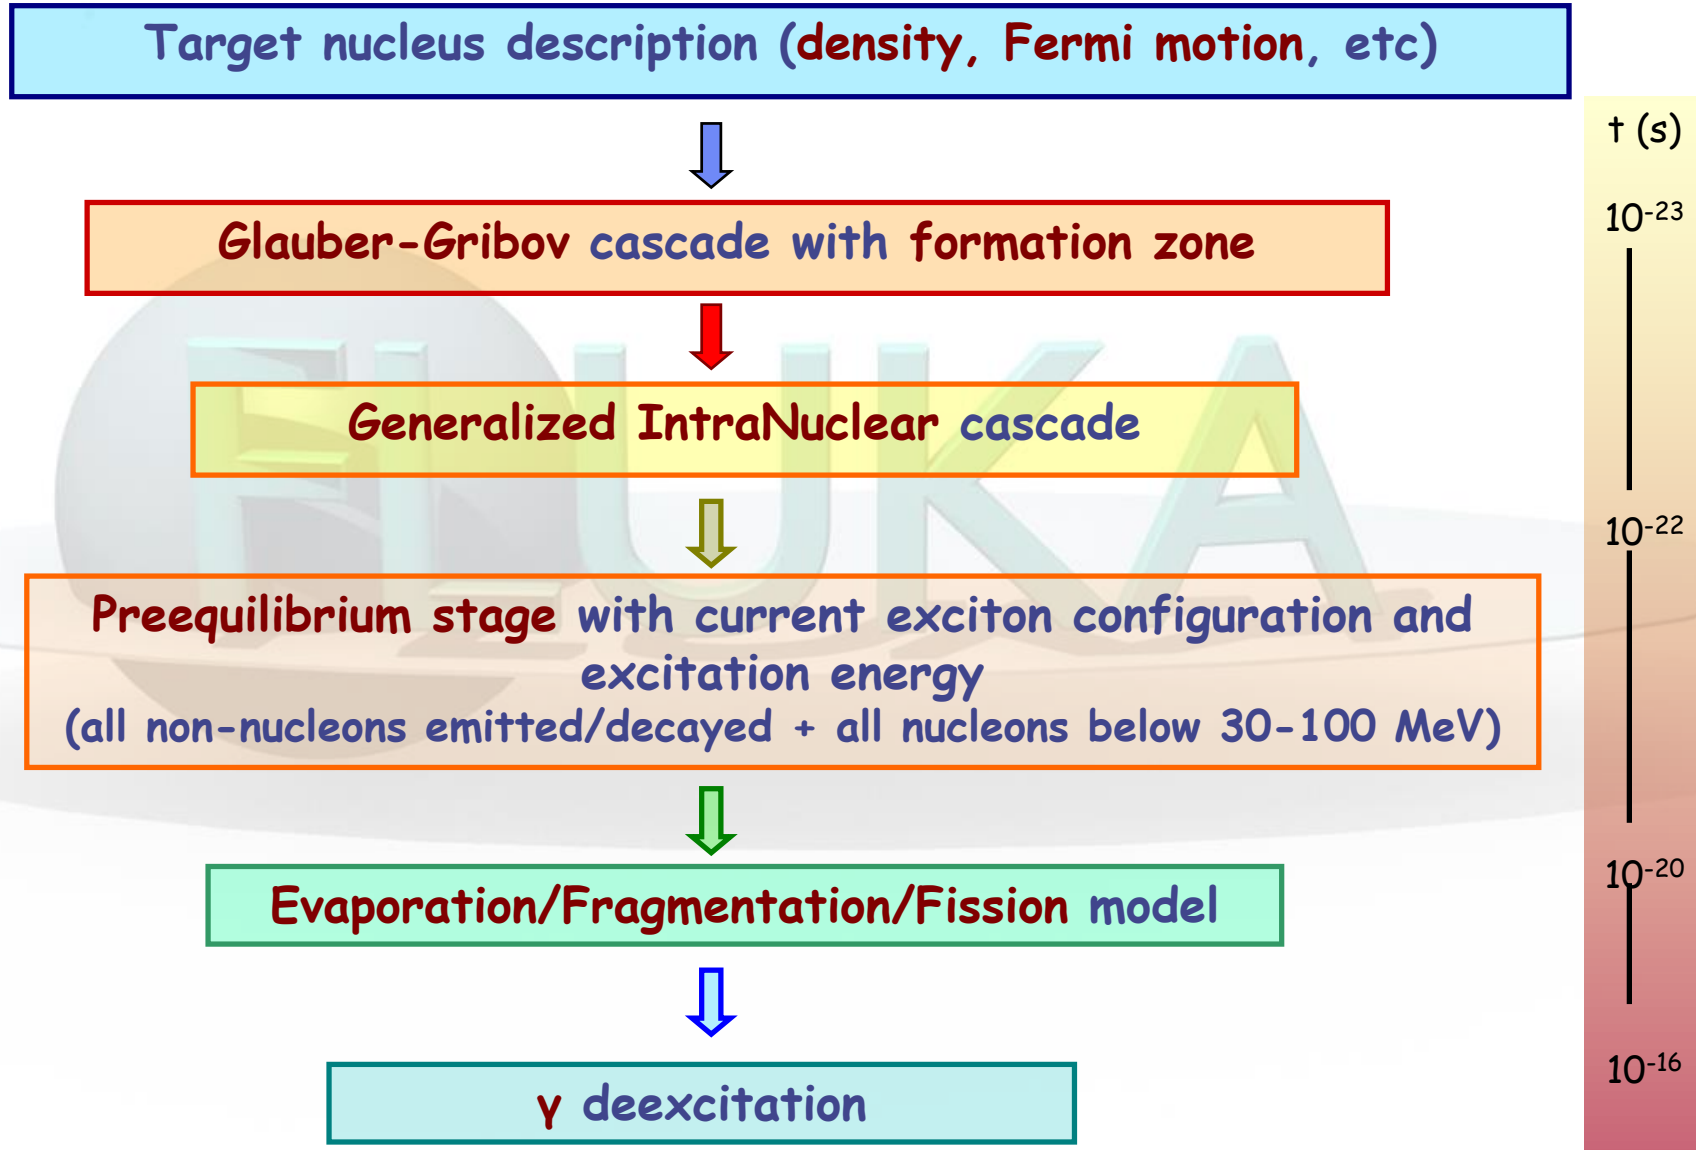 Target nucleus description (density, Fermi motion, etc)
t (s)
10⁻²³
Glauber-Gribov cascade with formation zone
FLUKA
Generalized IntraNuclear cascade
10⁻²²
Preequilibrium stage with current exciton configuration and
excitation energy
(all non-nucleons emitted/decayed + all nucleons below 30-100 MeV)
10⁻²⁰
Evaporation/Fragmentation/Fission model
10⁻¹⁶
γ deexcitation